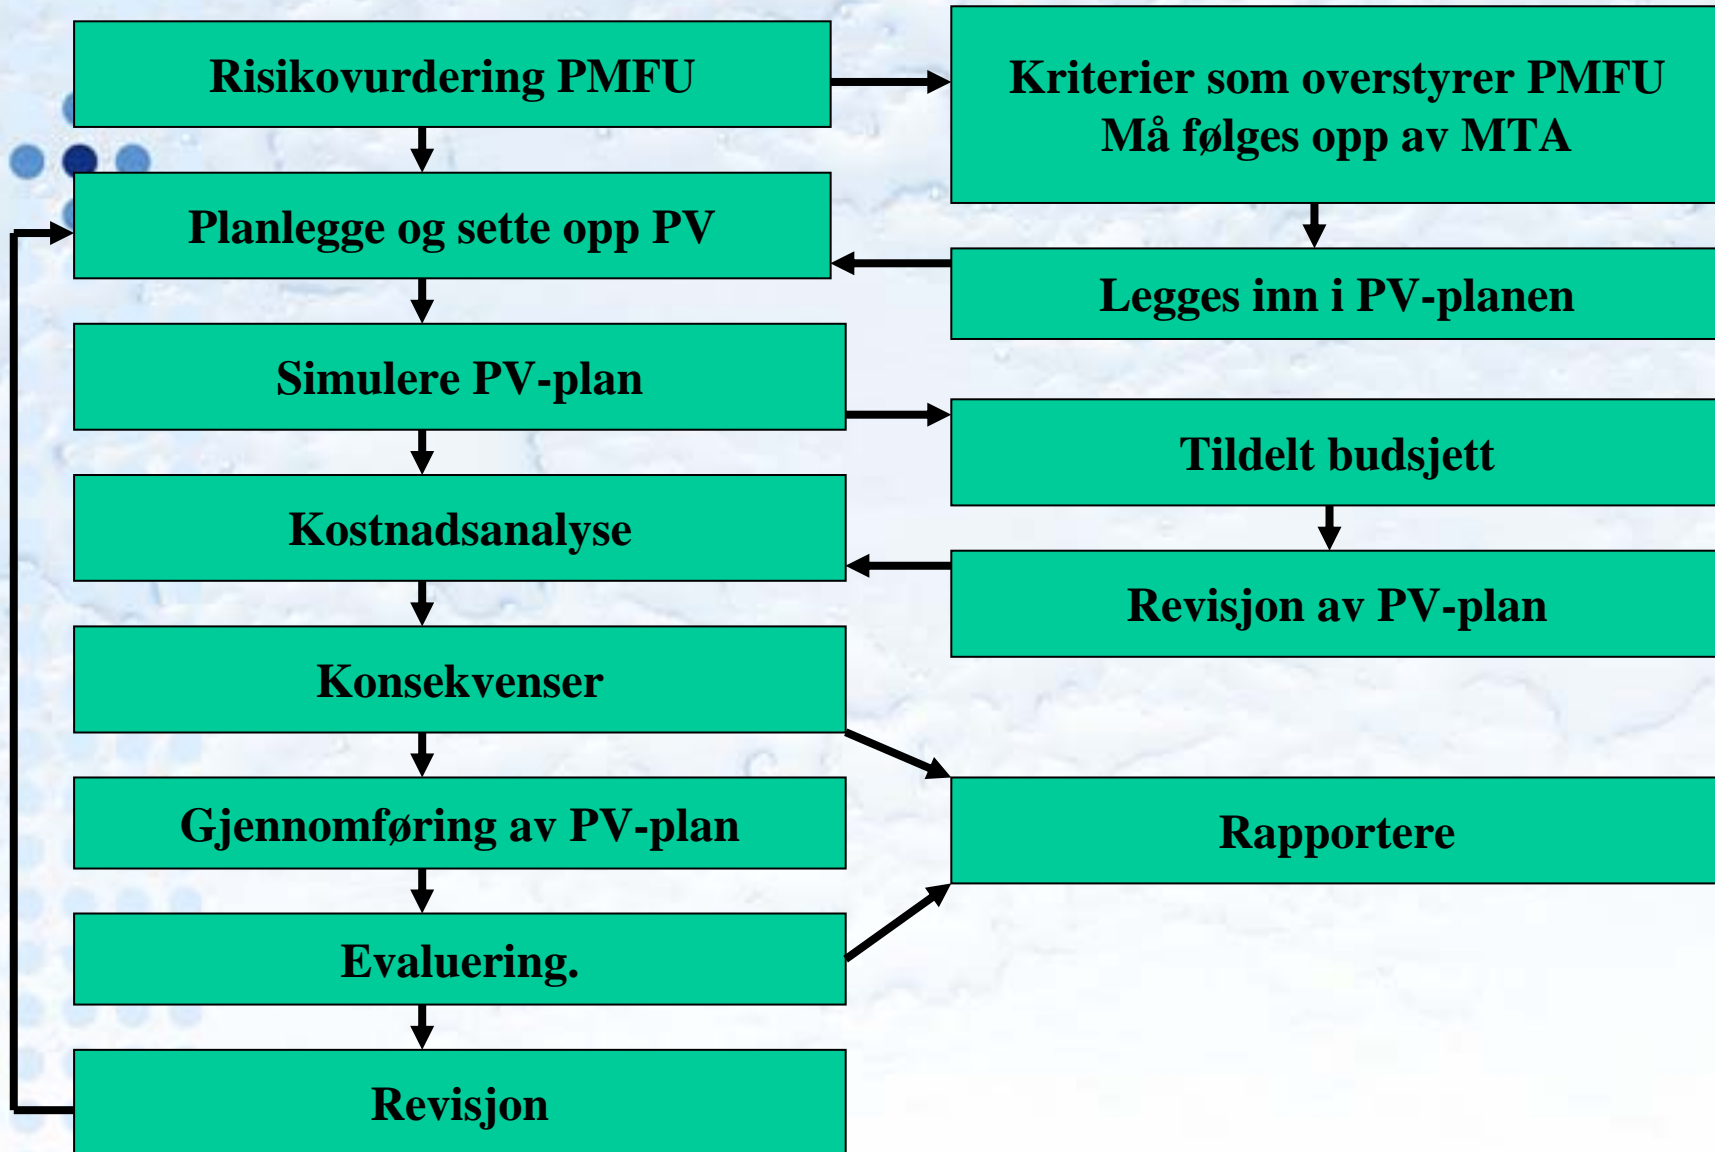 Risikovurdering PMFU
Kriterier som overstyrer PMFU
Må følges opp av MTA
Planlegge og sette opp PV
Legges inn i PV-planen
Simulere PV-plan
Tildelt budsjett
Kostnadsanalyse
Revisjon av PV-plan
Konsekvenser
Gjennomføring av PV-plan
Rapportere
Evaluering.
Revisjon